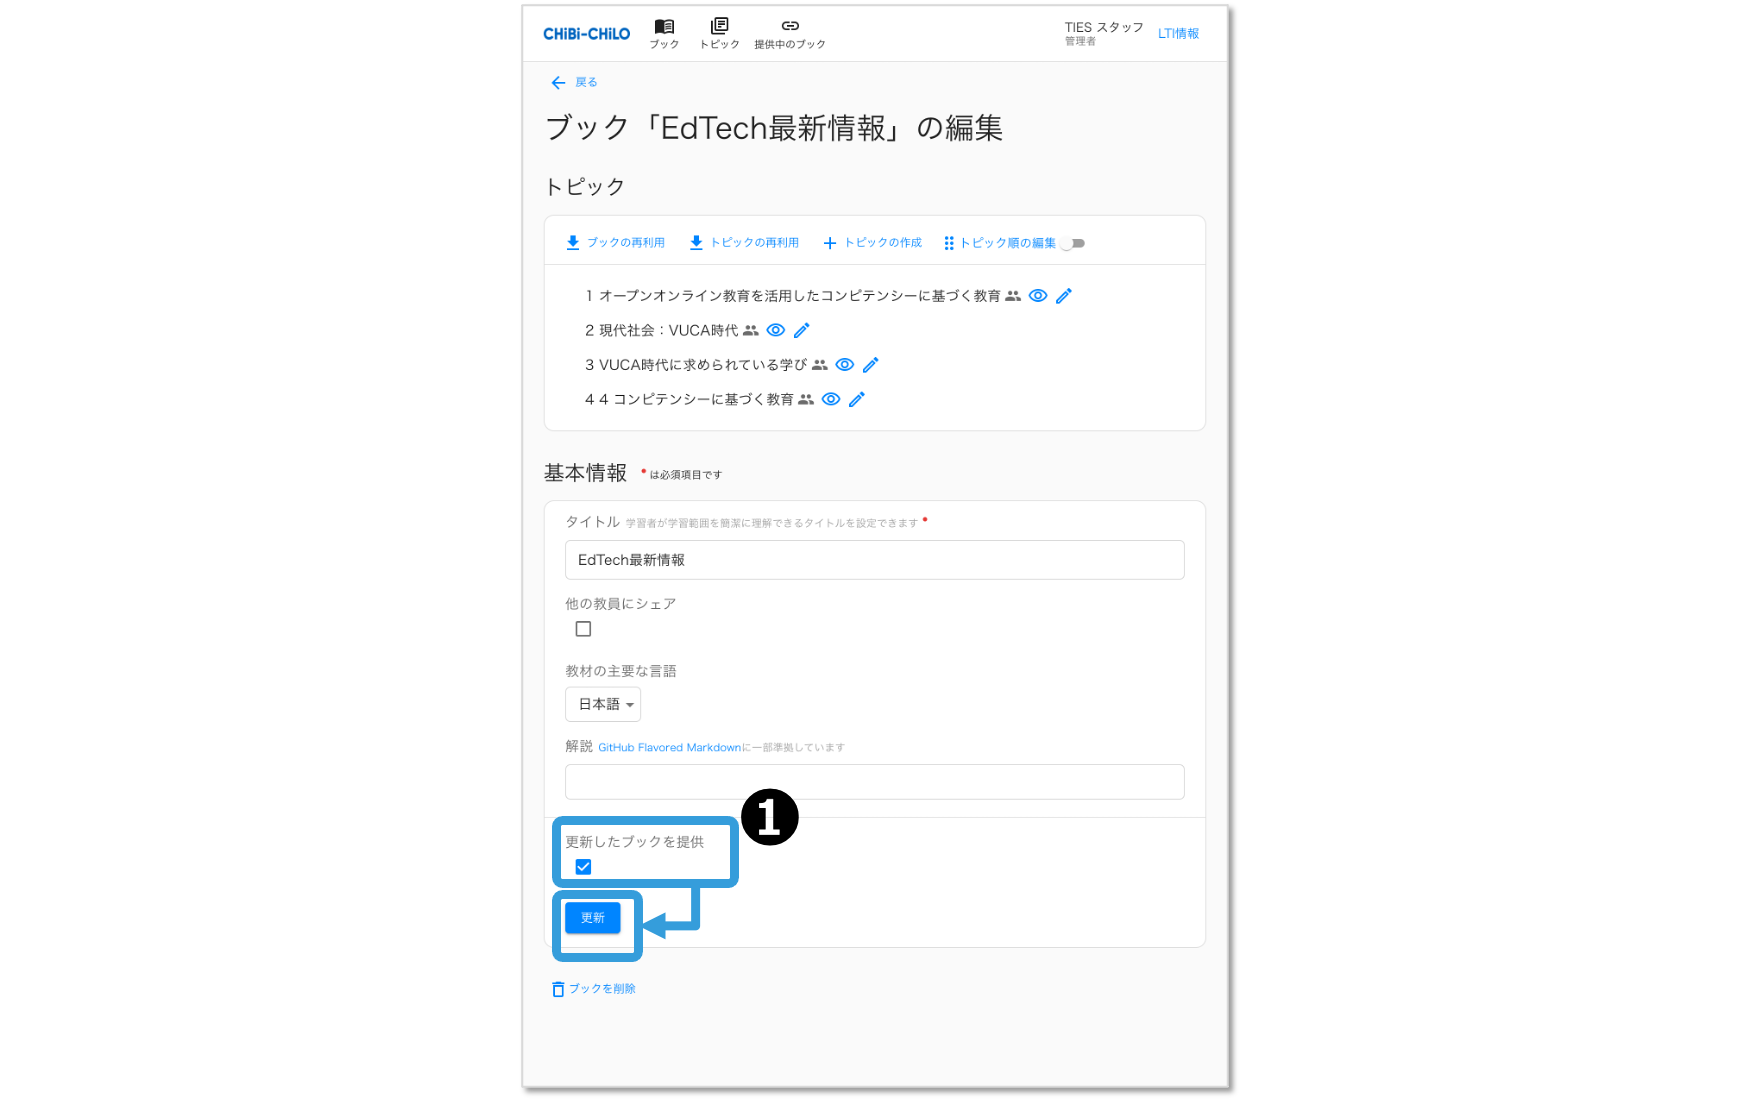 CHiBi-CHiLO
ブック
トピック
提供中のブック
TIES スタッフ
管理者
LTI情報
戻る
ブック「EdTech最新情報」の編集
トピック
ブックの再利用
トピックの再利用
トピックの作成
トピック順の編集
1 オープンオンライン教育を活用したコンピテンシーに基づく教育
2 現代社会：VUCA時代
3 VUCA時代に求められている学び
4 4 コンピテンシーに基づく教育
基本情報 * は必須項目です
タイトル 学習者が学習範囲を簡潔に理解できるタイトルを設定できます *
EdTech最新情報
他の教員にシェア
教材の主要な言語
日本語
解説 GitHub Flavored Markdownに一部準拠しています
1
更新したブックを提供
更新
ブックを削除